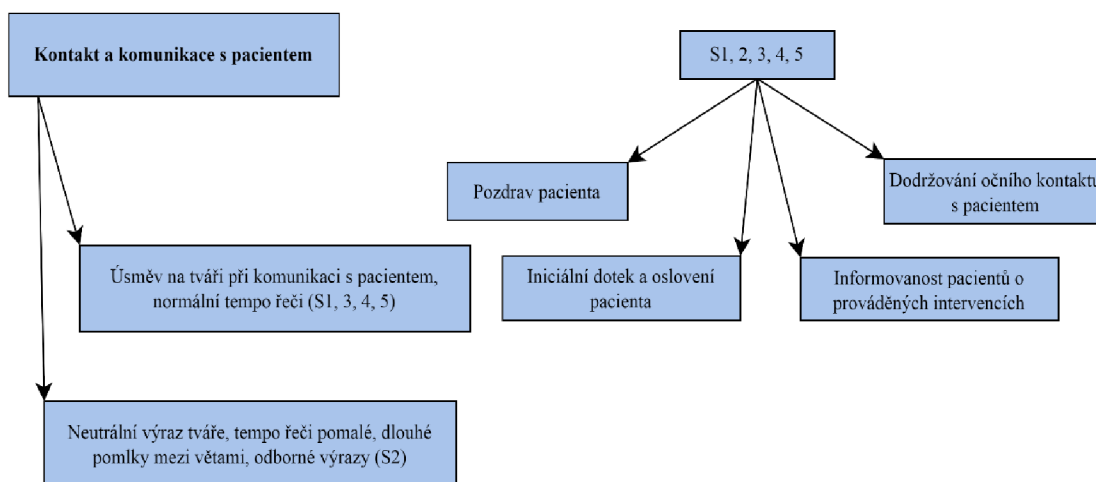 Kontakt a komunikace s pacientem
Úsměv na tváři při komunikaci s pacientem,
normální tempo řeči (S1, 3, 4, 5)
Neutrální výraz tváře, tempo řeči pomalé, dlouhé
pomlky mezi větami, odborné výrazy (S2)
S1, 2, 3, 4, 5
Pozdrav pacienta
Iniciální dotek a oslovení
pacienta
Informovanost pacientů o
prováděných intervencích
Dodržování očního kontaktu
s pacientem